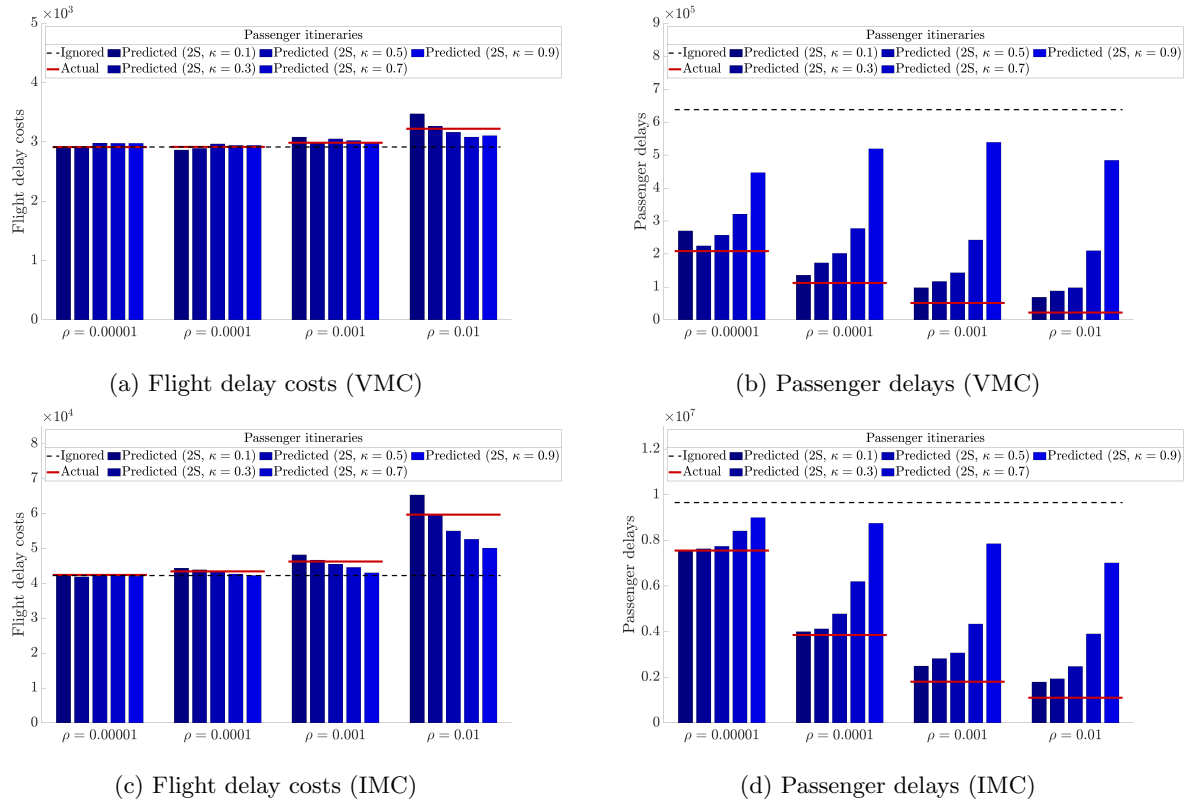 ×10³
5
4
3
2
1
0
Flight delay costs
Passenger itineraries
Ignored Predicted (2S, κ = 0.1) Predicted (2S, κ = 0.5) Predicted (2S, κ = 0.9)
Actual Predicted (2S, κ = 0.3) Predicted (2S, κ = 0.7)
ρ = 0.00001 ρ = 0.0001 ρ = 0.001 ρ = 0.01
(a) Flight delay costs (VMC)
×10⁵
9
8
7
6
5
4
3
2
1
0
Passenger delays
Passenger itineraries
Ignored Predicted (2S, κ = 0.1) Predicted (2S, κ = 0.5) Predicted (2S, κ = 0.9)
Actual Predicted (2S, κ = 0.3) Predicted (2S, κ = 0.7)
ρ = 0.00001 ρ = 0.0001 ρ = 0.001 ρ = 0.01
(b) Passenger delays (VMC)
×10⁴
8
7
6
5
4
3
2
1
0
Flight delay costs
Passenger itineraries
Ignored Predicted (2S, κ = 0.1) Predicted (2S, κ = 0.5) Predicted (2S, κ = 0.9)
Actual Predicted (2S, κ = 0.3) Predicted (2S, κ = 0.7)
ρ = 0.00001 ρ = 0.0001 ρ = 0.001 ρ = 0.01
(c) Flight delay costs (IMC)
×10⁷
1.2
1
0.8
0.6
0.4
0.2
0
Passenger delays
Passenger itineraries
Ignored Predicted (2S, κ = 0.1) Predicted (2S, κ = 0.5) Predicted (2S, κ = 0.9)
Actual Predicted (2S, κ = 0.3) Predicted (2S, κ = 0.7)
ρ = 0.00001 ρ = 0.0001 ρ = 0.001 ρ = 0.01
(d) Passenger delays (IMC)